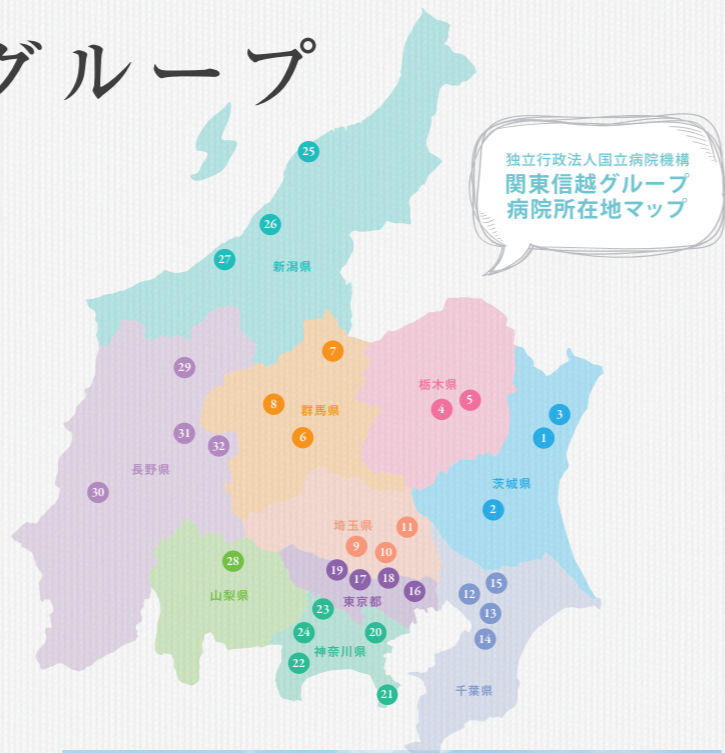 グループ
独立行政法人国立病院機構
関東信越グループ
病院所在地マップ
25
26
27
新潟県
7
29
栃木県
8
群馬県
4
5
3
31
6
1
32
長野県
茨城県
30
2
埼玉県
11
9
10
28
19
17
18
15
山梨県
東京都
16
12
23
13
24
20
14
神奈川県
22
千葉県
21